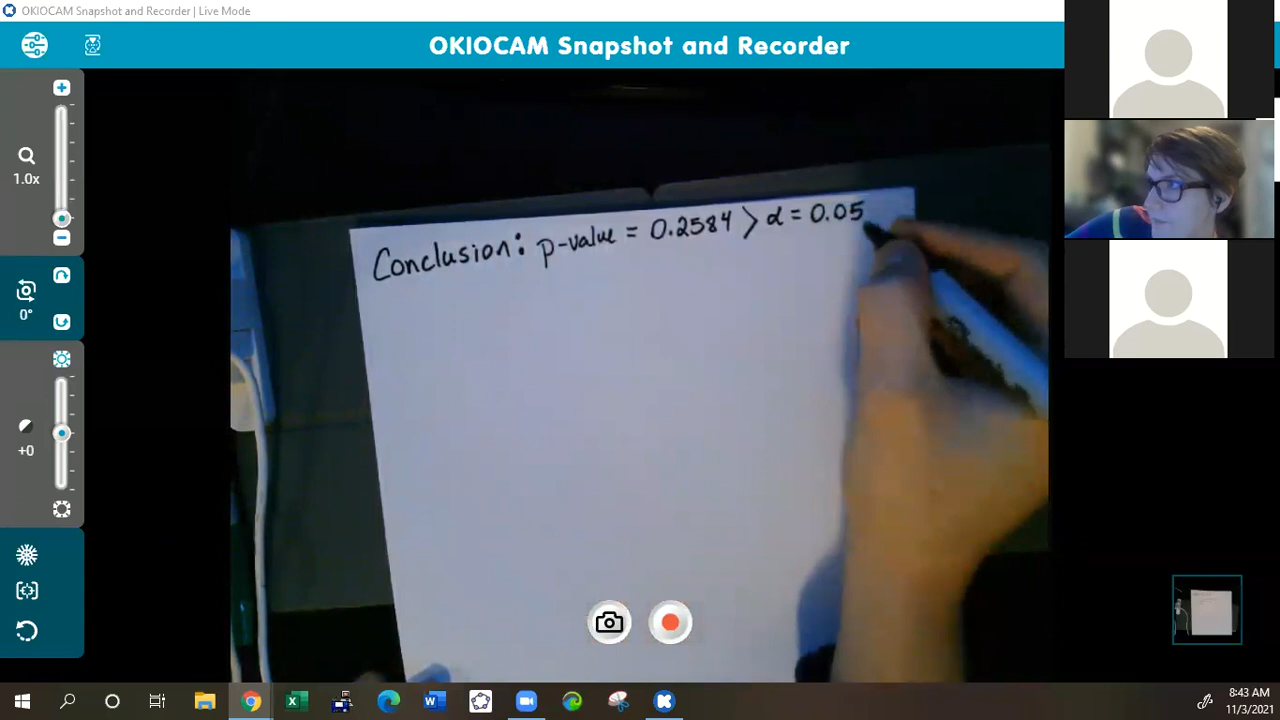 OKIOCAM Snapshot and Recorder | Live Mode
OKIOCAM Snapshot and Recorder
1.0x
0°
+0
Conclusion: p-value = 0.2584 > α = 0.05
8:43 AM
11/3/2021